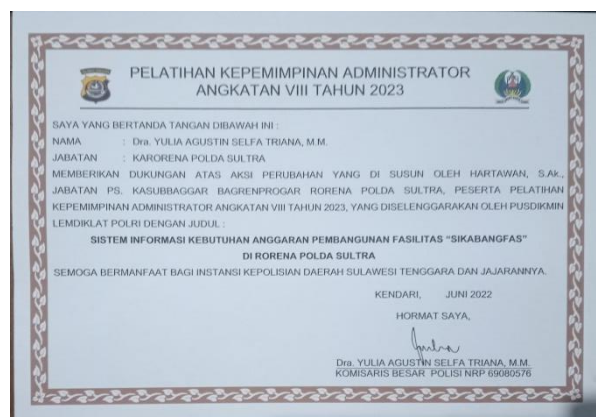 PELATIHAN KEPEMIMPINAN ADMINISTRATOR
ANGKATAN VIII TAHUN 2023
SAYA YANG BERTANDA TANGAN DIBAWAH INI :
NAMA : Dra. YULIA AGUSTIN SELFA TRIANA, M.M.
JABATAN : KARORENA POLDA SULTRA
MEMBERIKAN DUKUNGAN ATAS AKSI PERUBAHAN YANG DI SUSUN OLEH HARTAWAN, S.Ak.,
JABATAN PS. KASUBBAGGAR BAGRENPROGAR RORENA POLDA SULTRA, PESERTA PELATIHAN
KEPEMIMPINAN ADMINISTRATOR ANGKATAN VIII TAHUN 2023, YANG DISELENGGARAKAN OLEH PUSDIKMIN
LEMDIKLAT POLRI DENGAN JUDUL :
SISTEM INFORMASI KEBUTUHAN ANGGARAN PEMBANGUNAN FASILITAS “SIKABANGFAS”
DI RORENA POLDA SULTRA
SEMOGA BERMANFAAT BAGI INSTANSI KEPOLISIAN DAERAH SULAWESI TENGGARA DAN JAJARANNYA.
KENDARI, JUNI 2022
HORMAT SAYA,
Dra. YULIA AGUSTIN SELFA TRIANA, M.M.
KOMISARIS BESAR POLISI NRP 69080576